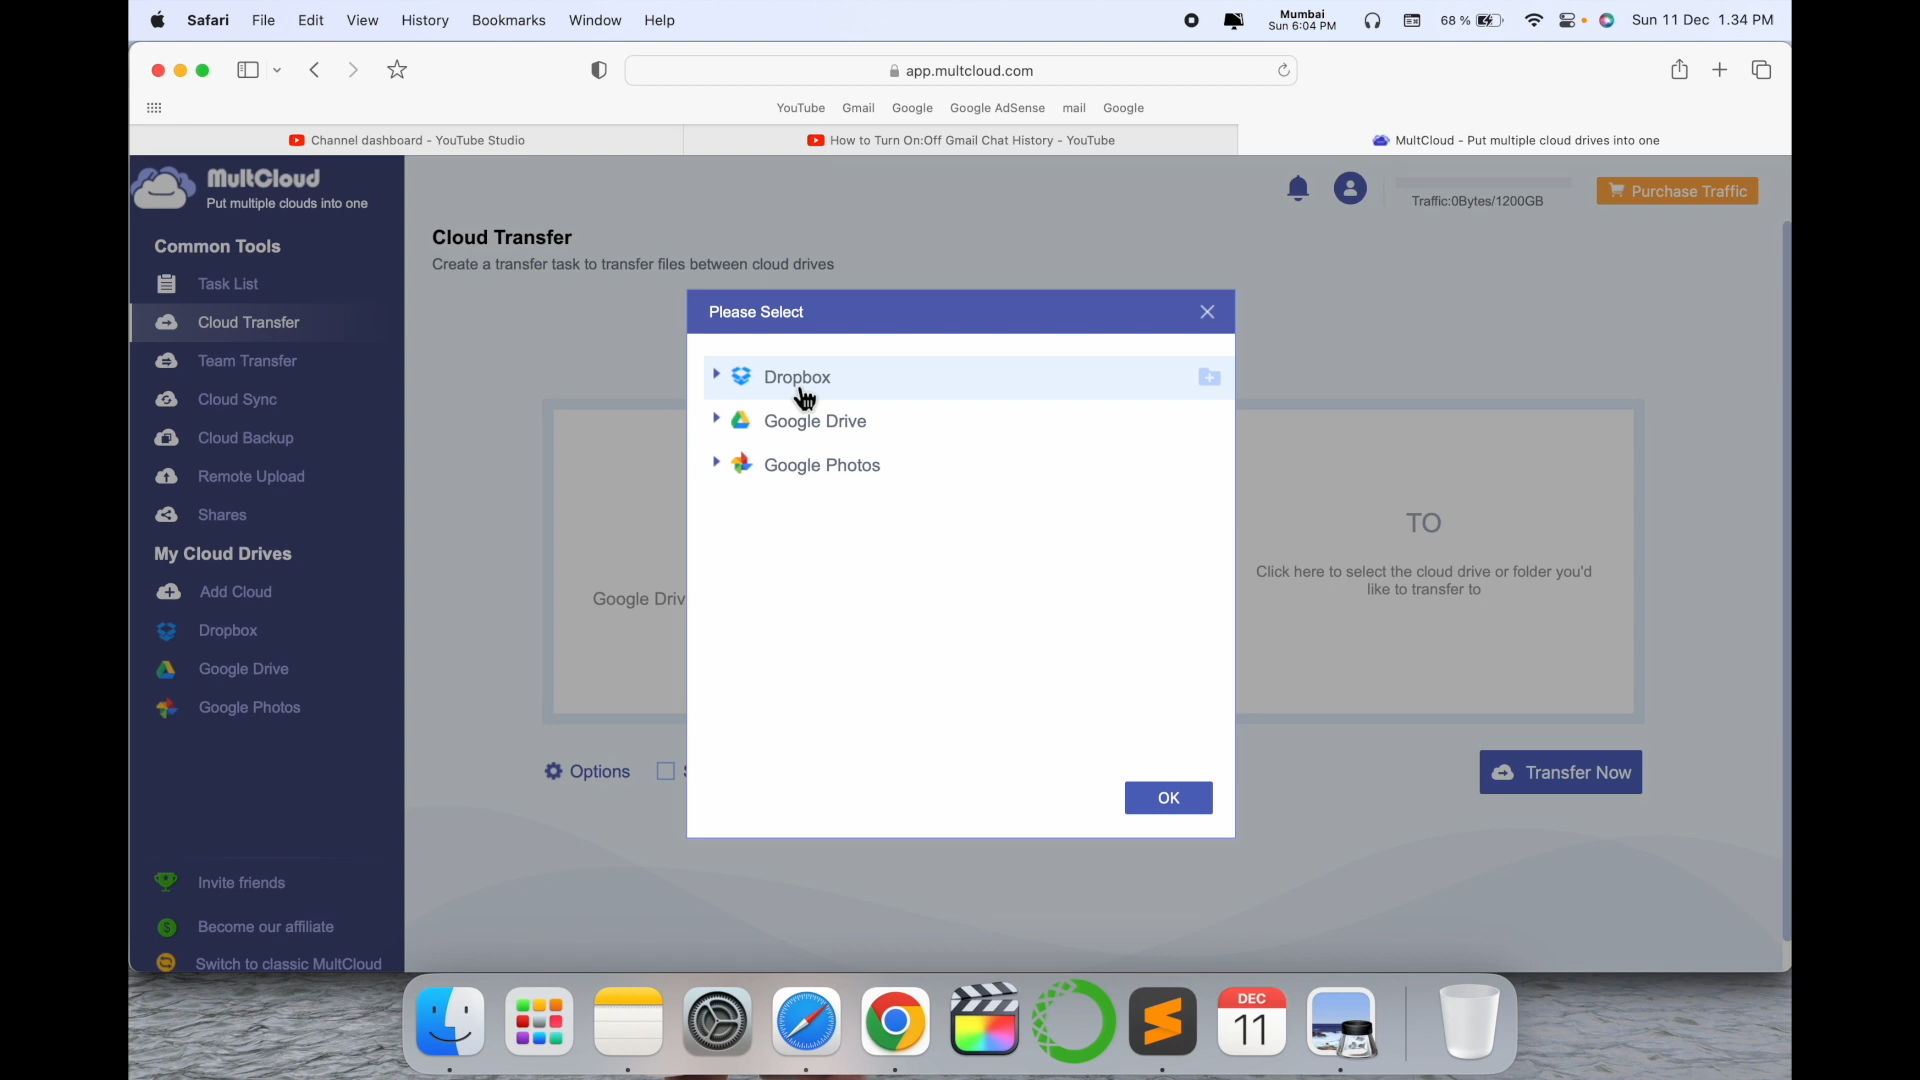 Safari File Edit View History Bookmarks Window Help
Mumbai
Sun 6:04 PM
68 %
Sun 11 Dec 1.34 PM
app.multcloud.com
YouTube Gmail Google Google AdSense mail Google
Channel dashboard - YouTube Studio
How to Turn On:Off Gmail Chat History - YouTube
MultCloud - Put multiple cloud drives into one
MultCloud
Put multiple clouds into one
Traffic:0Bytes/1200GB
Purchase Traffic
Common Tools
Task List
Cloud Transfer
Team Transfer
Cloud Sync
Cloud Backup
Remote Upload
Shares
My Cloud Drives
Add Cloud
Dropbox
Google Drive
Google Photos
Invite friends
Become our affiliate
Switch to classic MultCloud
Cloud Transfer
Create a transfer task to transfer files between cloud drives
Please Select
Dropbox
Google Drive
Google Photos
OK
TO
Click here to select the cloud drive or folder you'd
like to transfer to
Options
Transfer Now
DEC
11